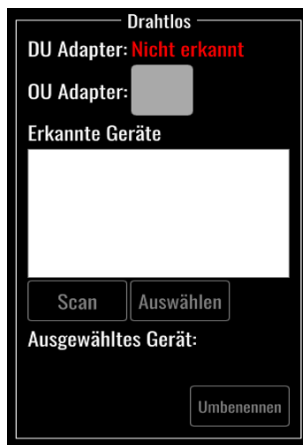 Drahtlos
DU Adapter: Nicht erkannt
OU Adapter:
Erkannte Geräte
Scan Auswählen
Ausgewähltes Gerät:
Umbenennen